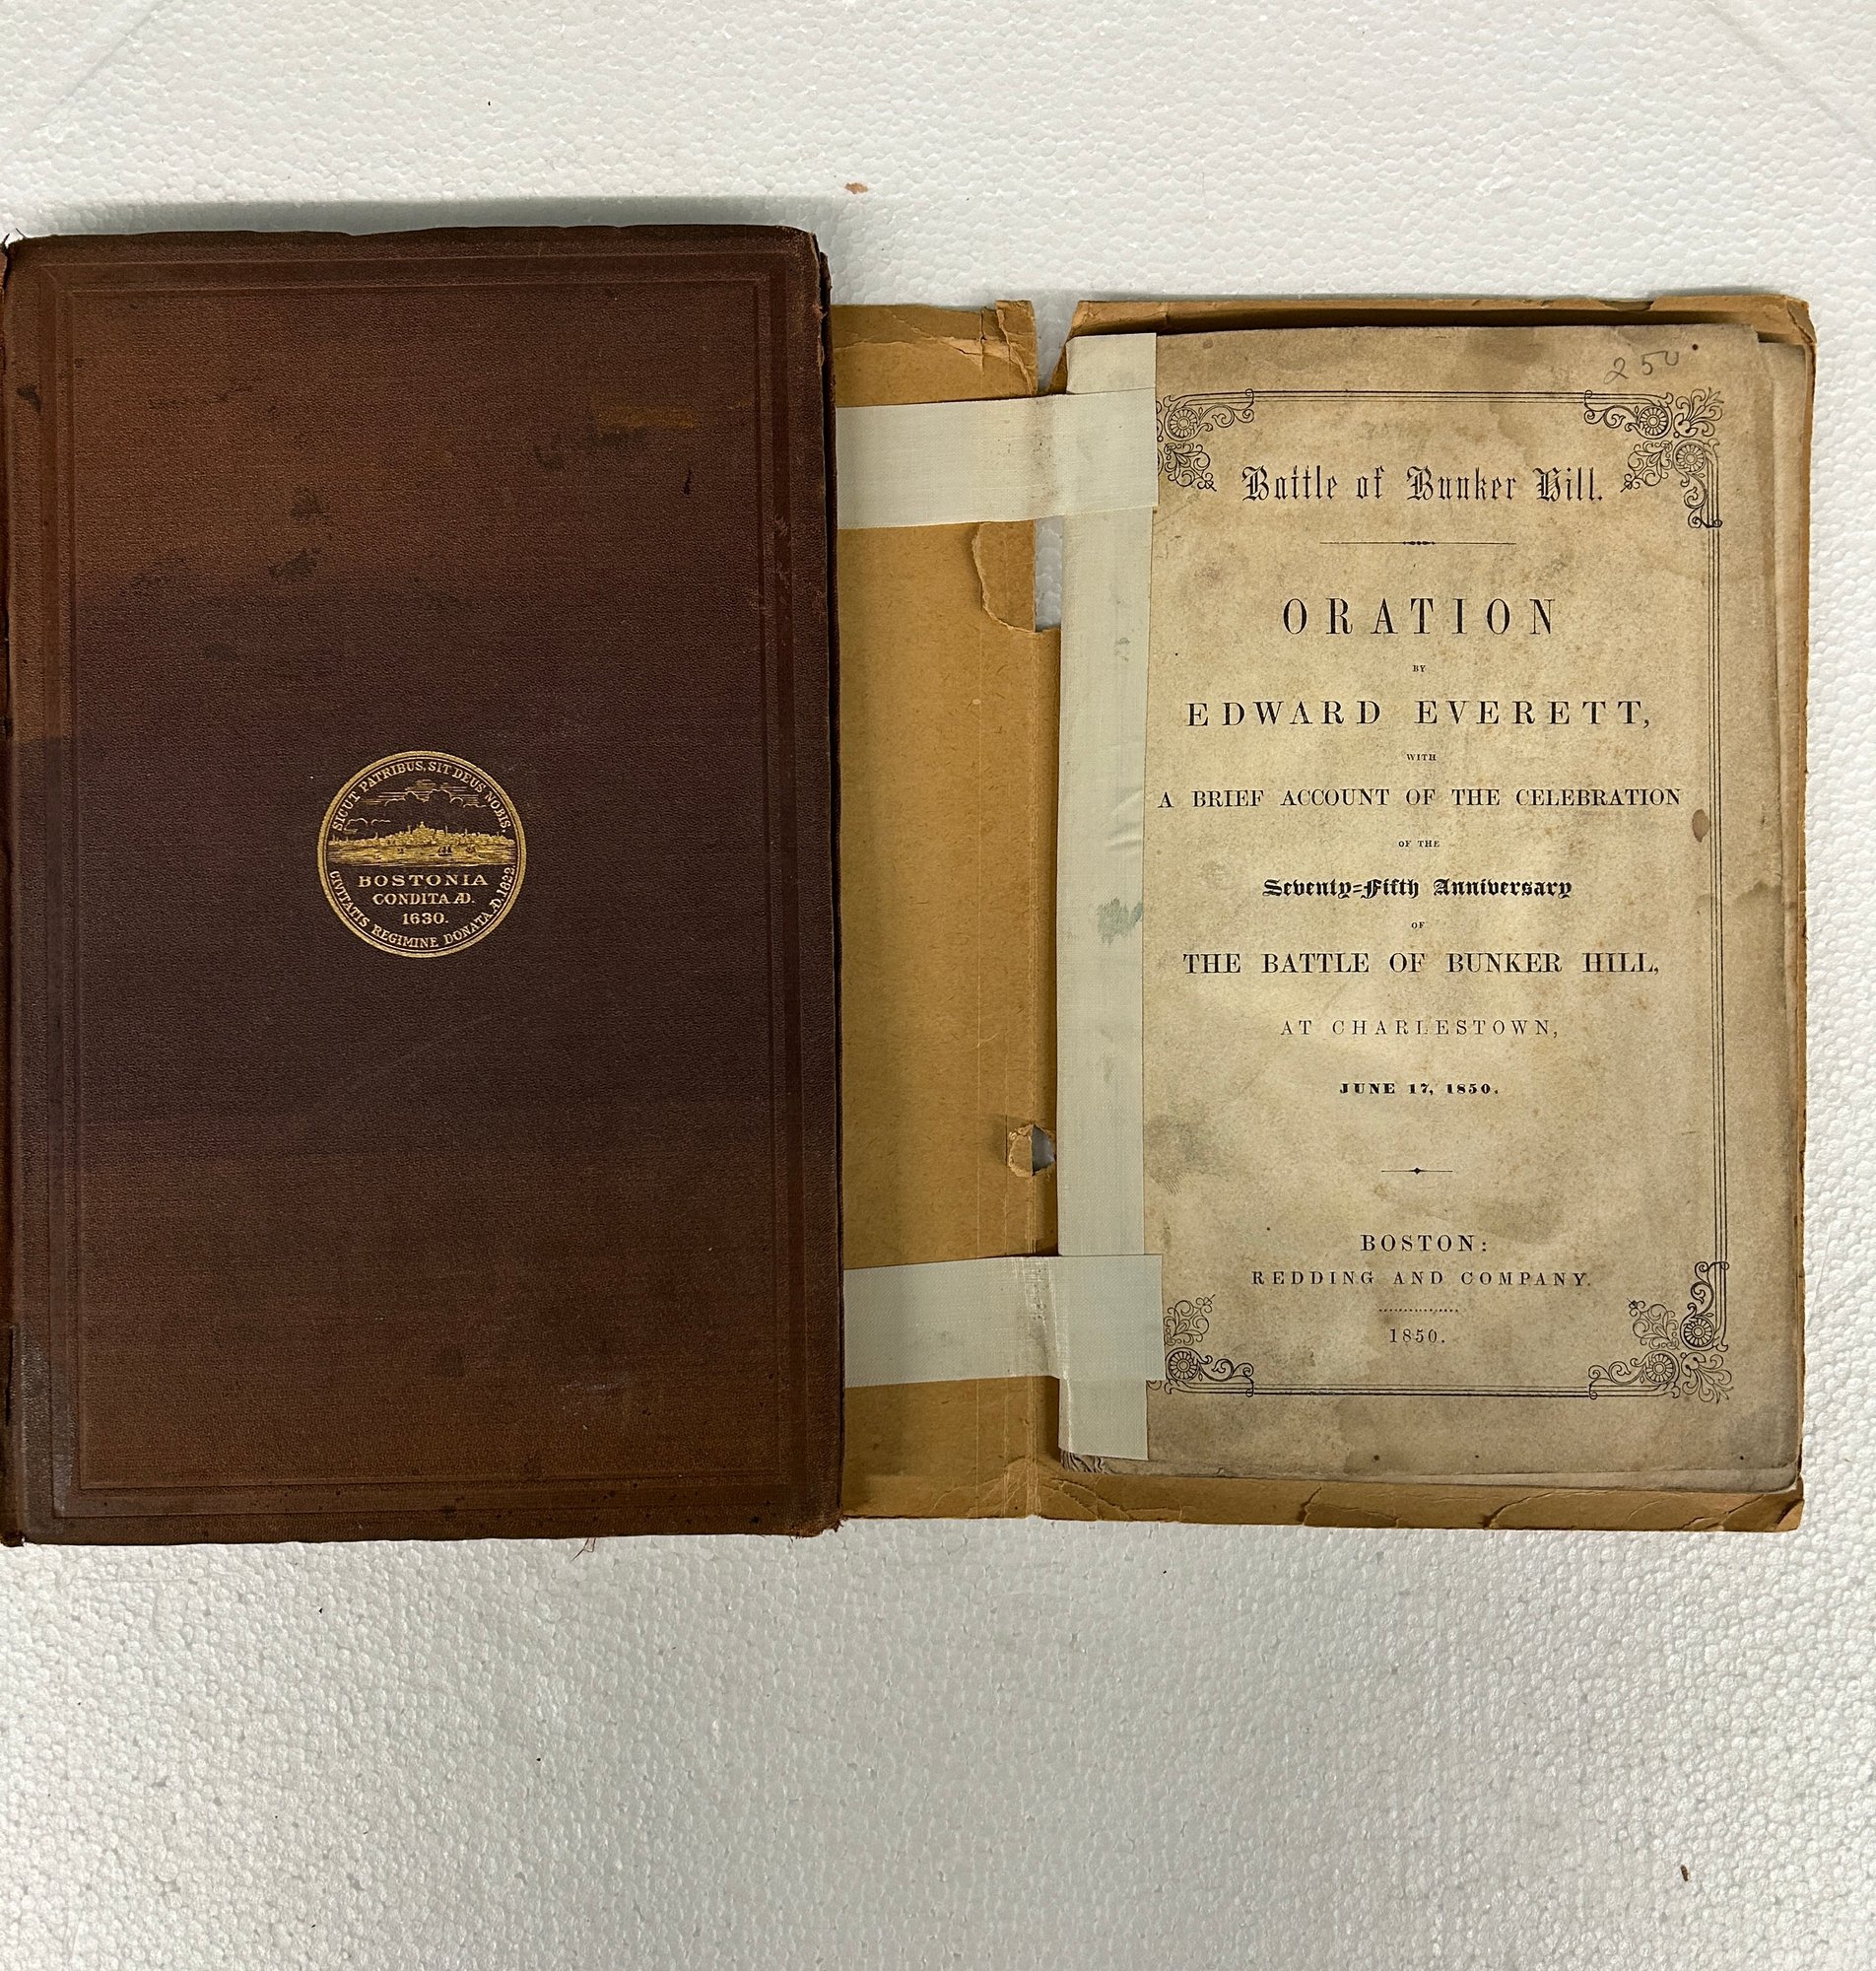 SICUT PATRIBUS, SIT DEUS NOBIS,
BOSTONIA
CONDITA AD.
1630.
CIVITATIS REGIMINE DONATA AD. 1822.
250
Battle of Bunker Hill.
ORATION
BY
EDWARD EVERETT,
WITH
A BRIEF ACCOUNT OF THE CELEBRATION
OF THE
Seventy-Fifth Anniversary
OF
THE BATTLE OF BUNKER HILL,
AT CHARLESTOWN,
JUNE 17, 1850.
BOSTON:
REDDING AND COMPANY.
1850.